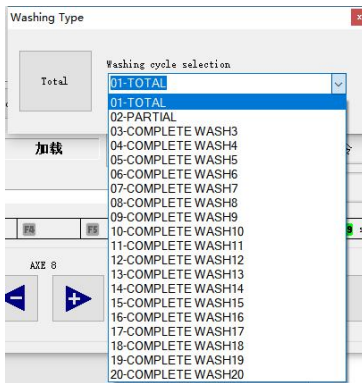 Washing Type
x
Total
Washing cycle selection
01-TOTAL
01-TOTAL
02-PARTIAL
03-COMPLETE WASH3
04-COMPLETE WASH4
加载
05-COMPLETE WASH5
06-COMPLETE WASH6
07-COMPLETE WASH7
08-COMPLETE WASH8
09-COMPLETE WASH9
10-COMPLETE WASH10
F4
F5
11-COMPLETE WASH11
12-COMPLETE WASH12
AXE 8
13-COMPLETE WASH13
14-COMPLETE WASH14
15-COMPLETE WASH15
16-COMPLETE WASH16
17-COMPLETE WASH17
18-COMPLETE WASH18
19-COMPLETE WASH19
20-COMPLETE WASH20